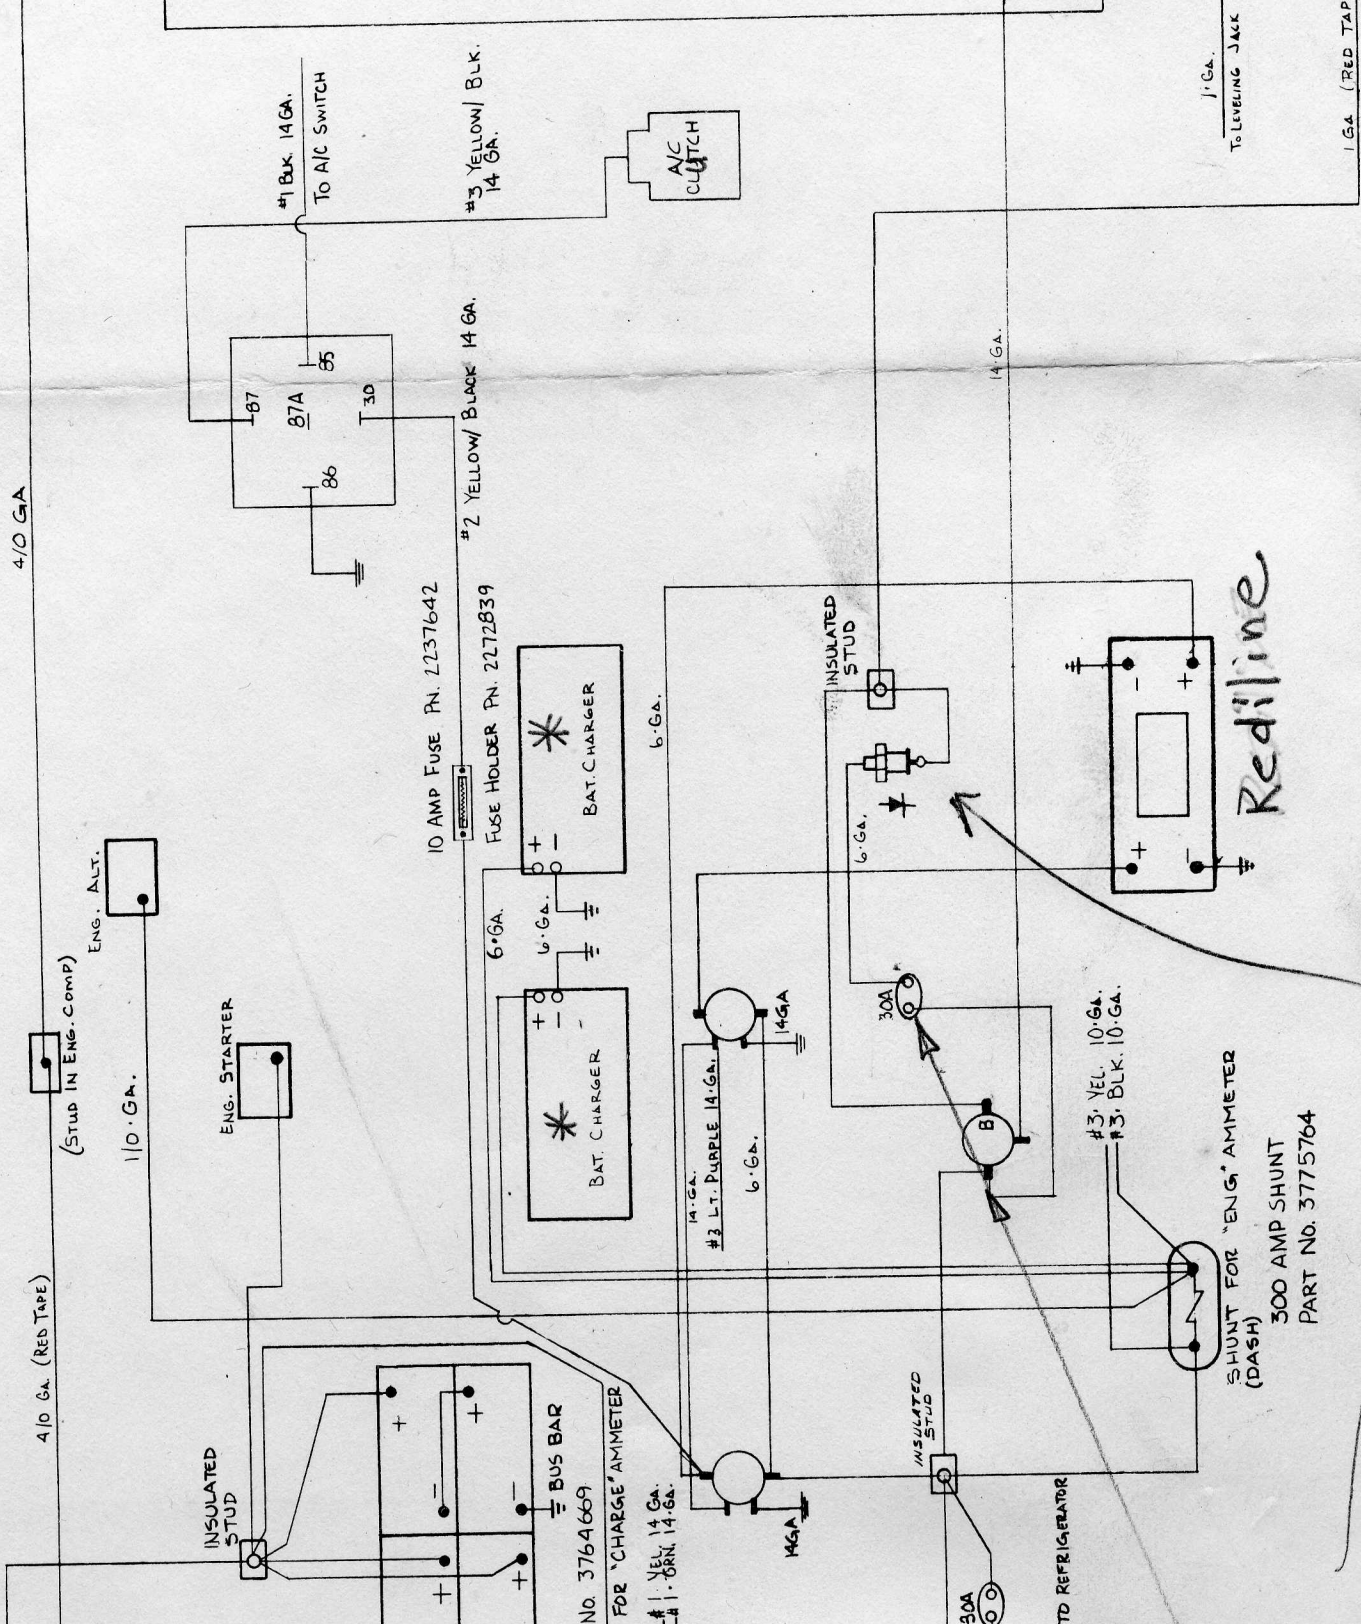 4/0 GA
#1 BLK. 14GA.
TO A/C SWITCH
#3 YELLOW/ BLK.
14 GA.
A/C
CLUTCH
1·GA.
TO LEVELING JACK
1 GA (RED TAP
87
87A
85
30
86
#2 YELLOW/ BLACK 14 GA.
14·GA.
10 AMP FUSE PN. 2237642
FUSE HOLDER PN. 2272839
BAT. CHARGER
+
-
6·GA.
6·GA.
BAT. CHARGER
+
-
6·GA.
INSULATED
STUD
6·GA.
-
+
+
-
Rediline
ENG. ALT.
(STUD IN ENG. COMP)
1/0·GA.
ENG. STARTER
4/0 GA. (RED TAPE)
14GA
14·GA.
#3 LT. PURPLE 14·GA.
6·GA.
30A
B
#3. YEL. 10·GA.
#3. BLK. 10·GA.
SHUNT FOR "ENG" AMMETER
(DASH)
300 AMP SHUNT
PART NO. 3775764
INSULATED
STUD
+
+
-
-
+
+
BUS BAR
NO. 3764669
FOR "CHARGE" AMMETER
#1. YEL. 14 GA.
#1. ORN. 14·GA.
14GA
INSULATED
STUD
30A
TO REFRIGERATOR